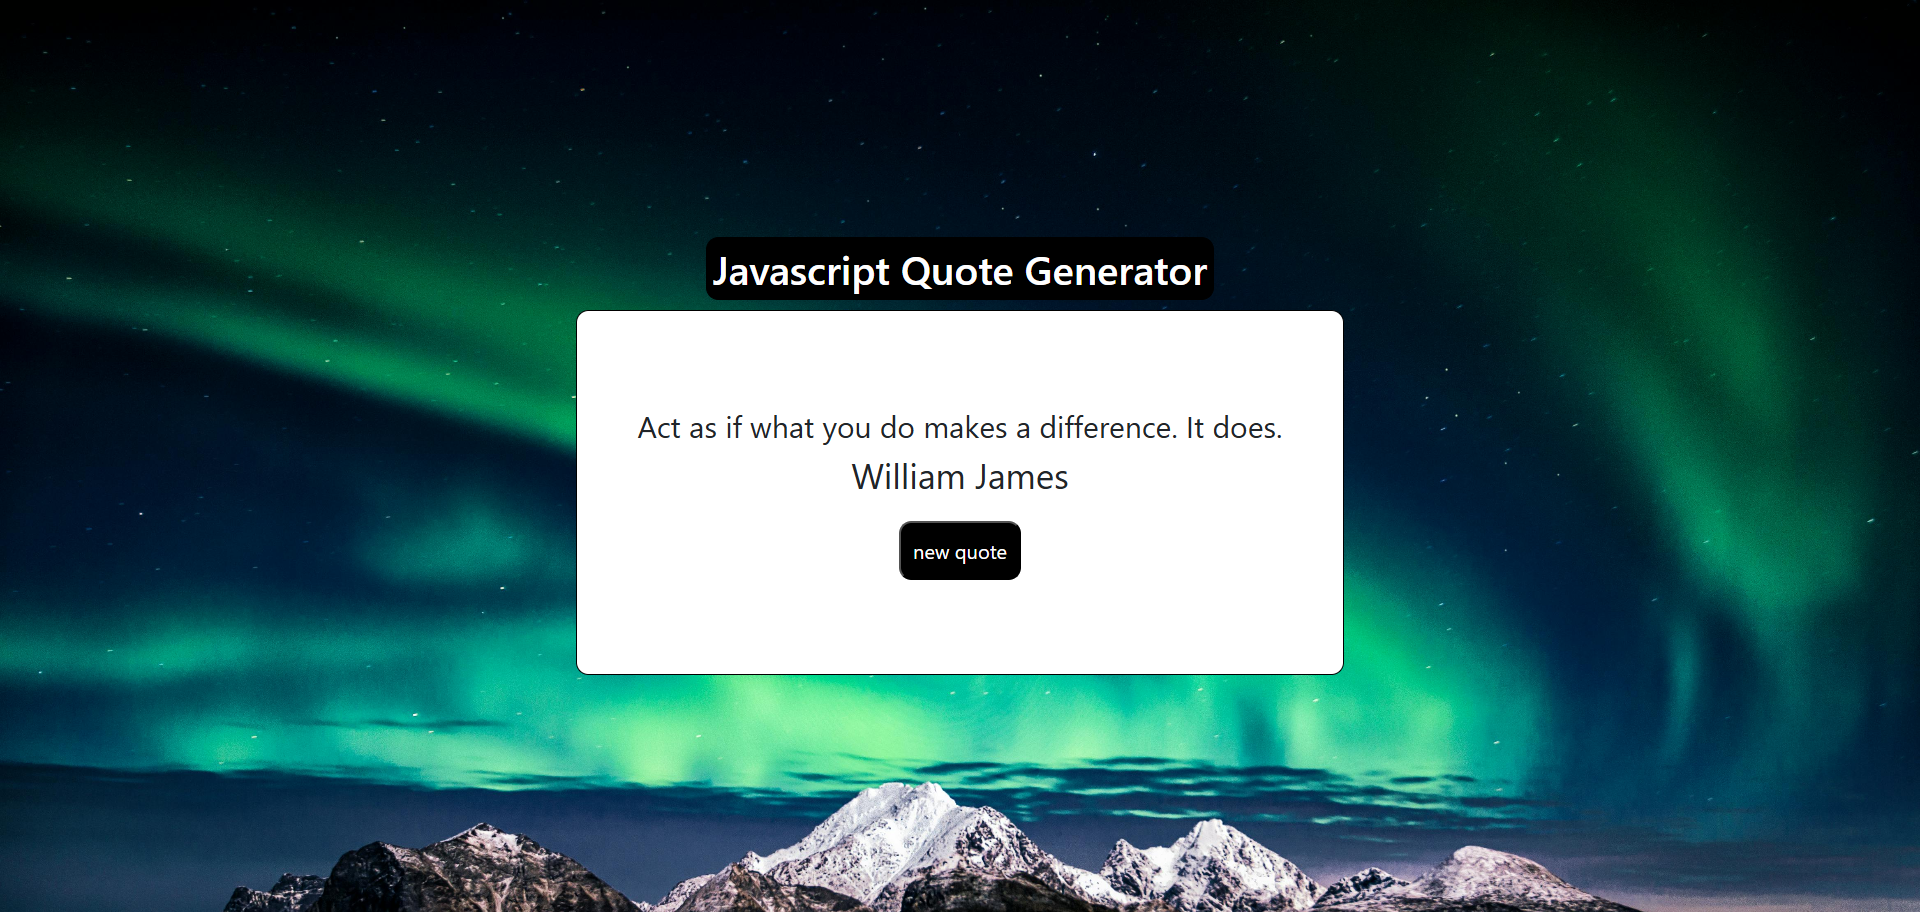 Javascript Quote Generator
Act as if what you do makes a difference. It does.
William James
new quote